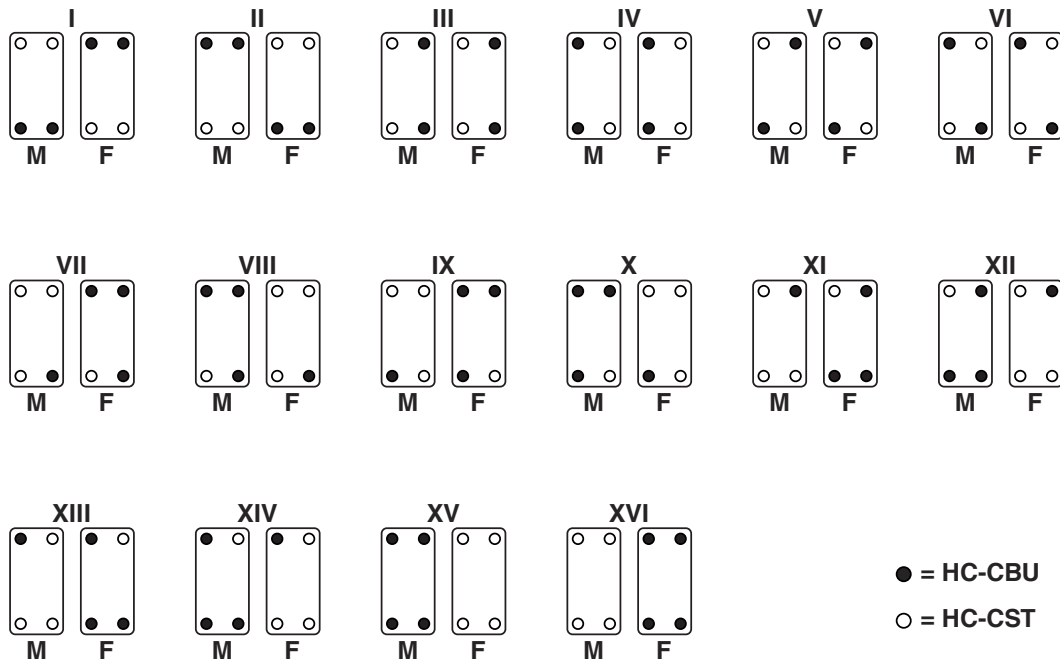 I II III IV V VI
M F M F M F M F M F M F
VII VIII IX X XI XII
M F M F M F M F M F M F
XIII XIV XV XVI
= HC-CBU
= HC-CST
M F M F M F M F